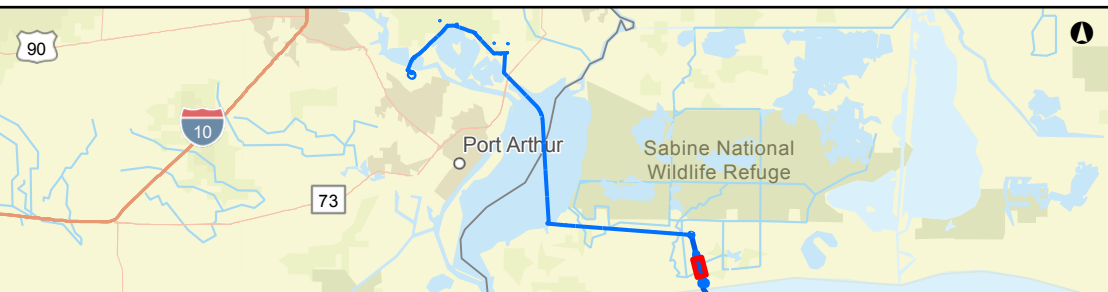 90
10
Port Arthur
Sabine National
Wildlife Refuge
73